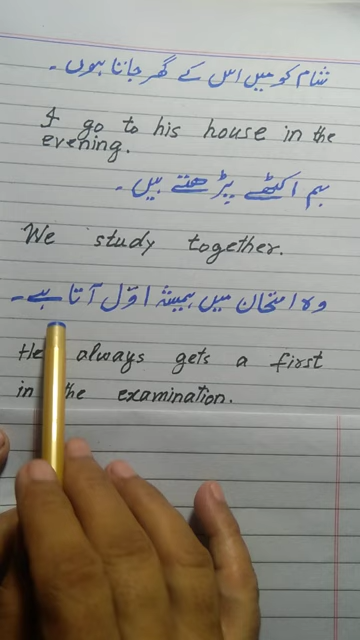 شام کو میں اس کے گھر جاتا ہوں ۔
I go to his house in the
evening.
ہم اکٹھے پڑھتے ہیں ۔
We study together.
وہ امتحان میں ہمیشہ اوّل آتا ہے ۔
He always gets a first
in the examination.